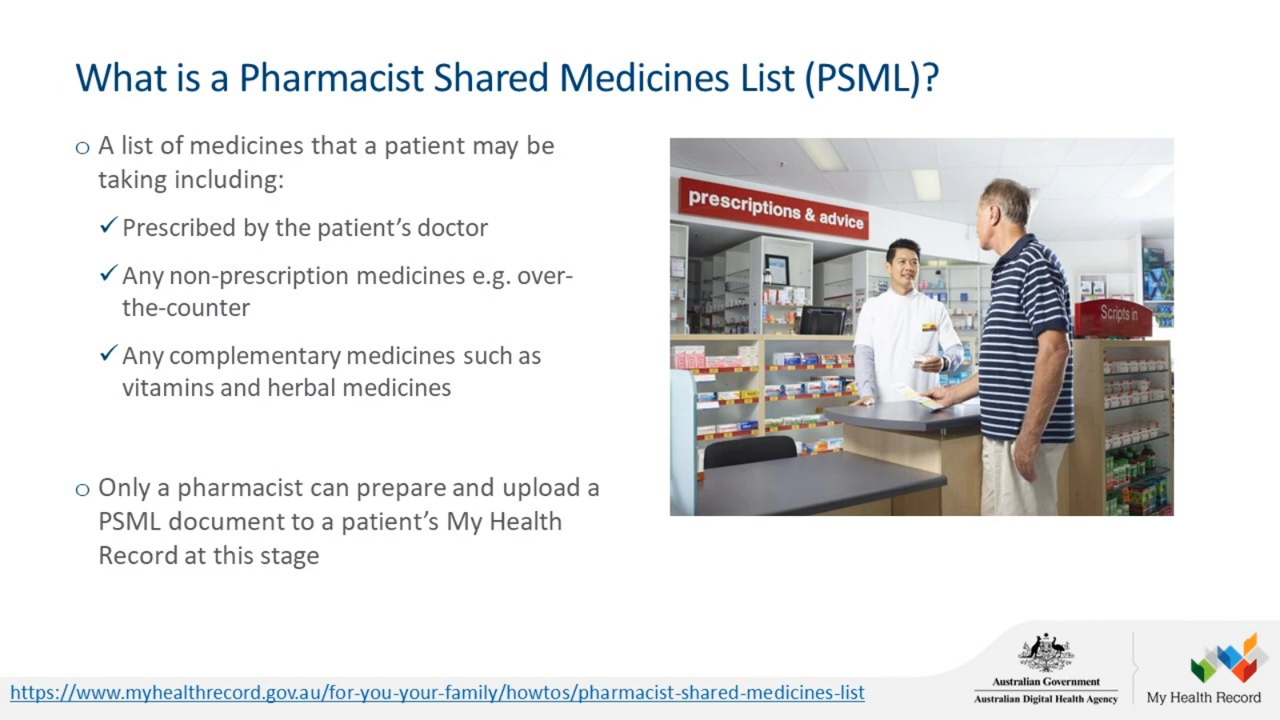 What is a Pharmacist Shared Medicines List (PSML)?
o A list of medicines that a patient may be
taking including:
✓ Prescribed by the patient's doctor
✓ Any non-prescription medicines e.g. over-
the-counter
✓ Any complementary medicines such as
vitamins and herbal medicines
o Only a pharmacist can prepare and upload a
PSML document to a patient's My Health
Record at this stage
prescriptions & advice
Scripts in
https://www.myhealthrecord.gov.au/for-you-your-family/howtos/pharmacist-shared-medicines-list
Australian Government
Australian Digital Health Agency
My Health Record